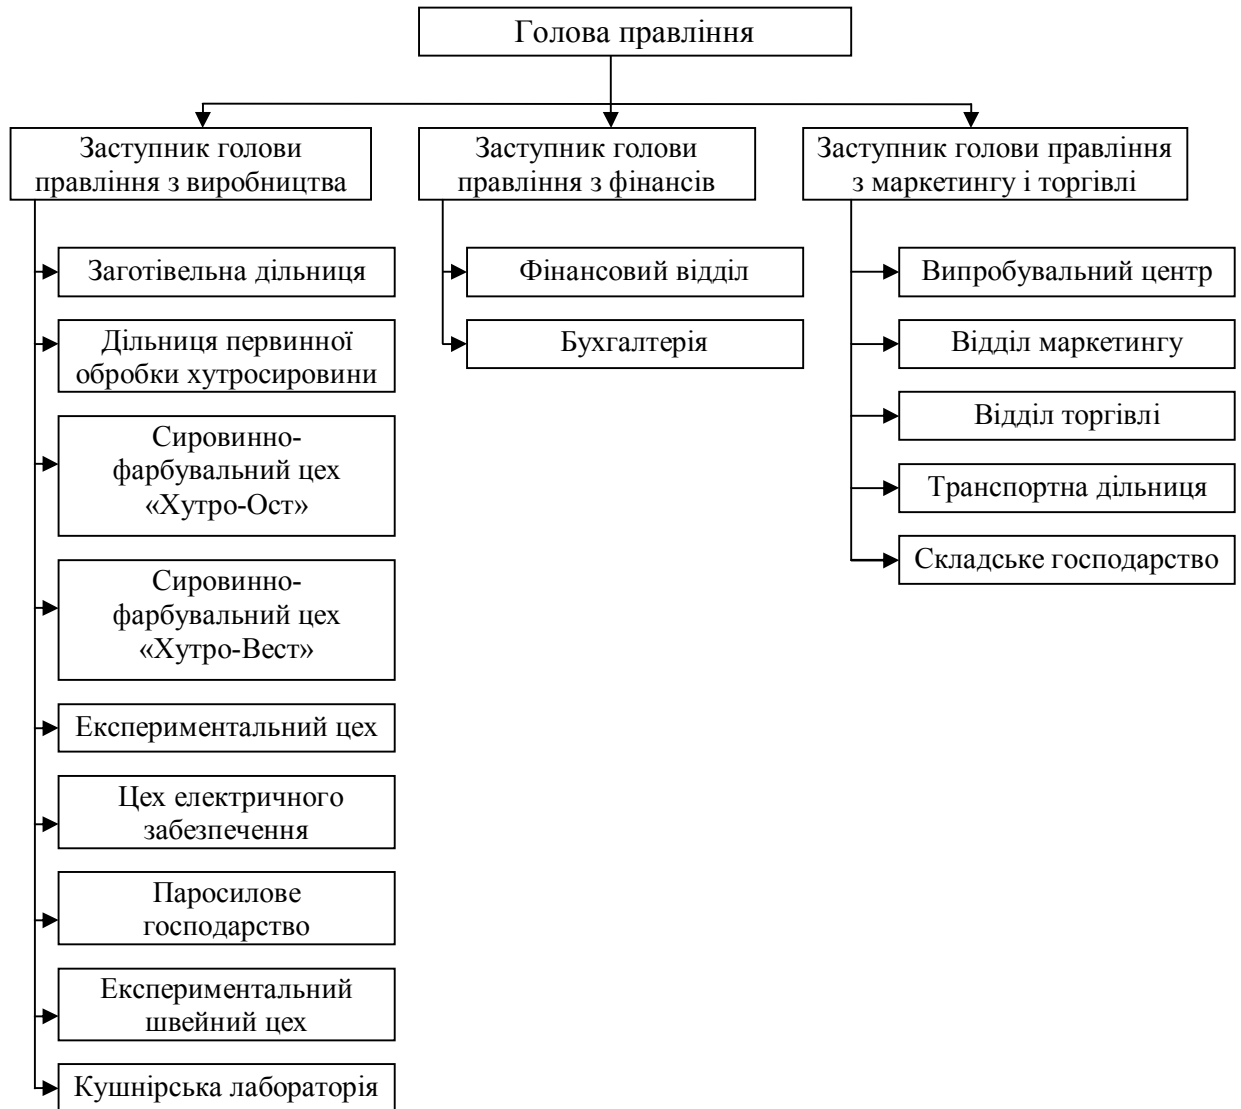 Голова правління
Заступник голови
правління з виробництва
Заступник голови
правління з фінансів
Заступник голови правління
з маркетингу і торгівлі
Заготівельна дільниця
Дільниця первинної
обробки хутросировини
Сировинно-
фарбувальний цех
«Хутро-Ост»
Сировинно-
фарбувальний цех
«Хутро-Вест»
Експериментальний цех
Цех електричного
забезпечення
Паросилове
господарство
Експериментальний
швейний цех
Кушнірська лабораторія
Фінансовий відділ
Бухгалтерія
Випробувальний центр
Відділ маркетингу
Відділ торгівлі
Транспортна дільниця
Складське господарство